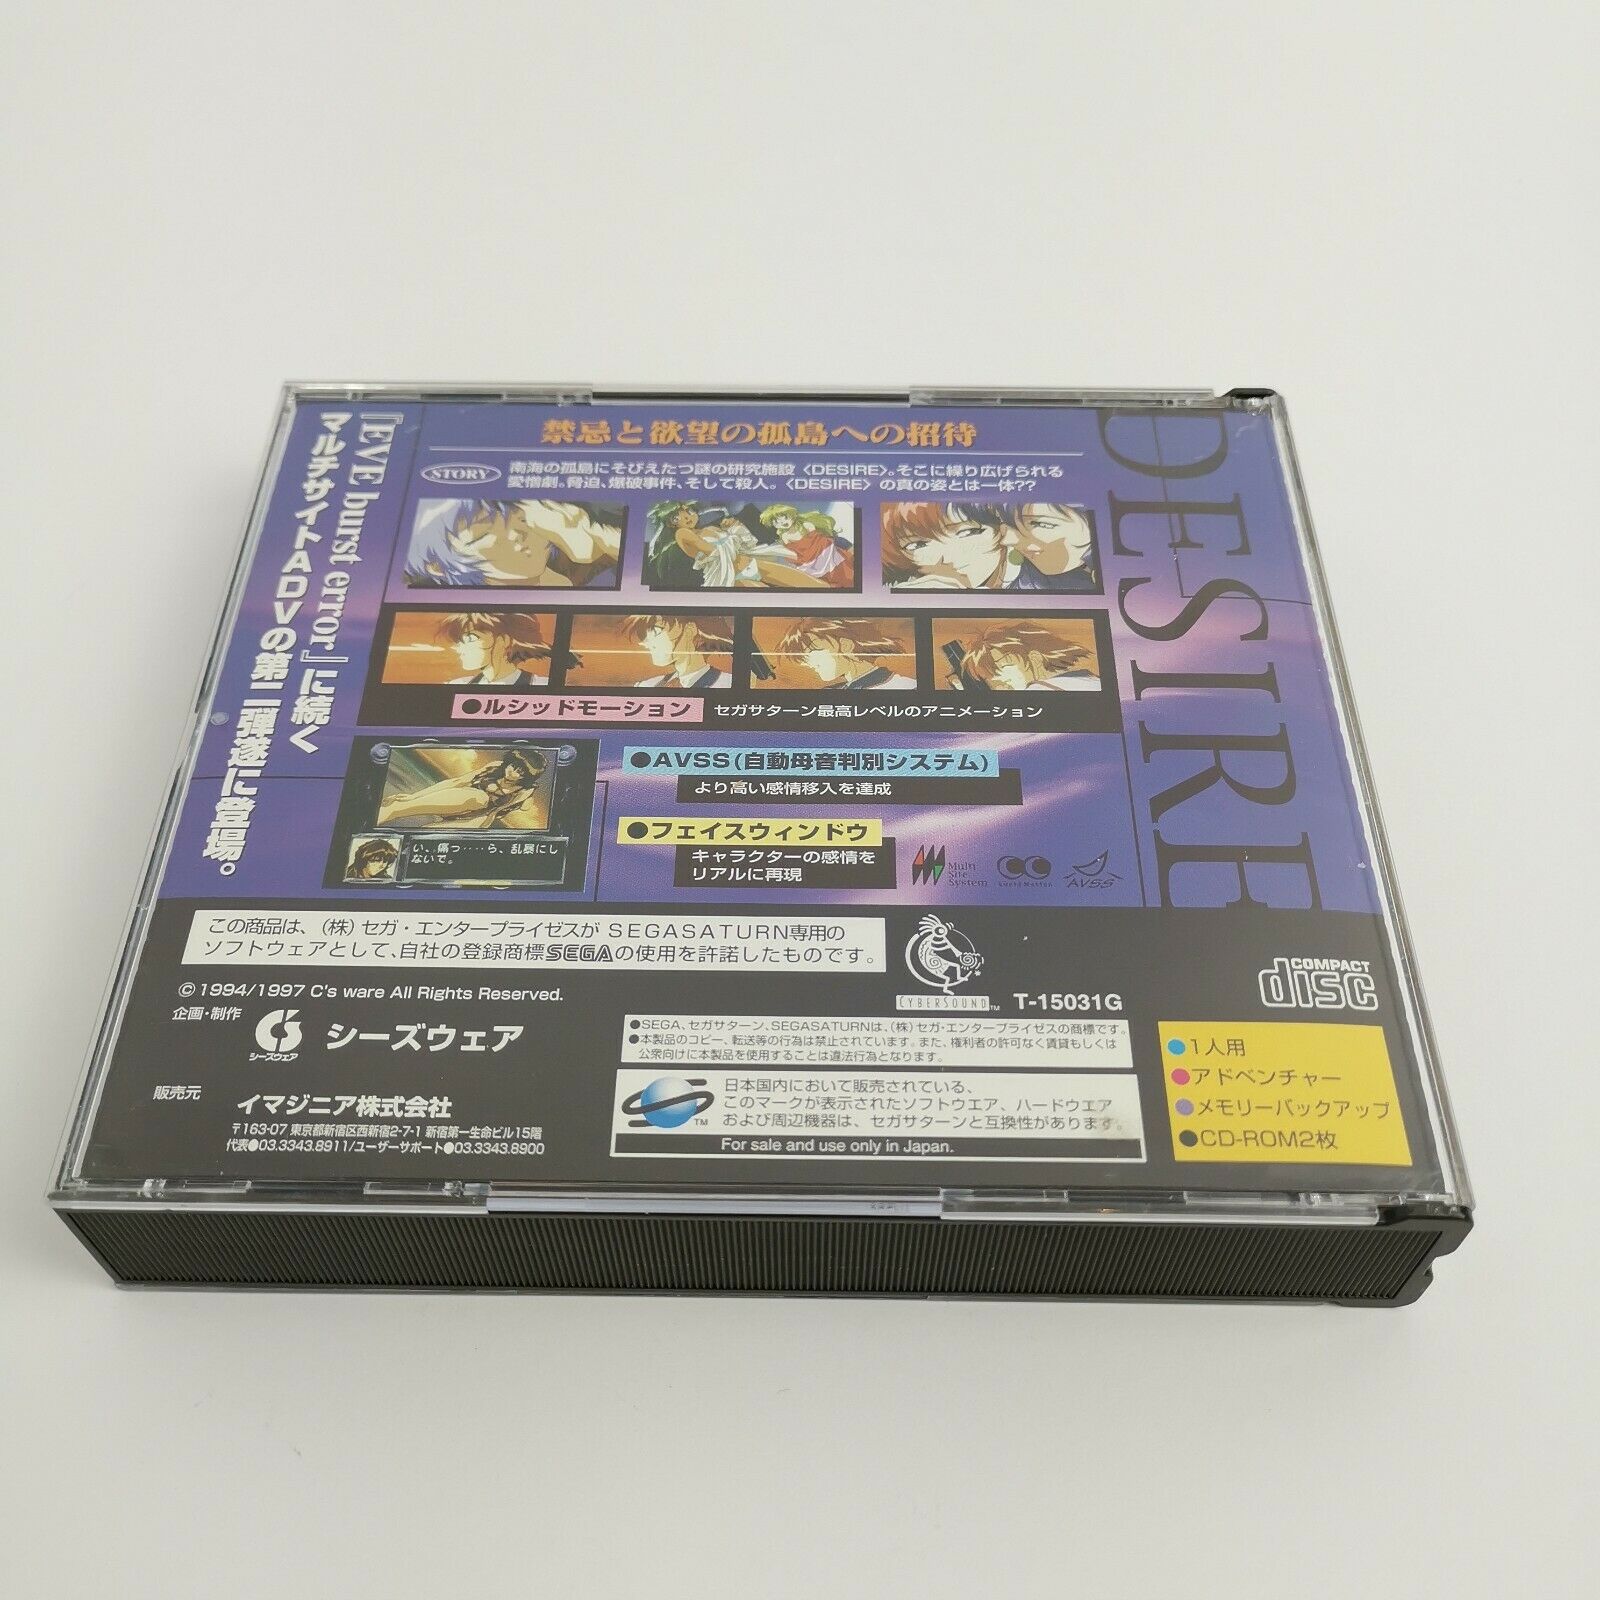 『EVE burst error』に続く
マルチサイトADVの第二弾遂に登場。
禁忌と欲望の孤島への招待
STORY
南海の孤島にそびえたつ謎の研究施設〈DESIRE〉。そこに繰り広げられる
愛憎劇。脅迫、爆破事件、そして殺人。〈DESIRE〉の真の姿とは一体??
DESIRE
●ルシッドモーション
セガサターン最高レベルのアニメーション
●AVSS(自動母音判別システム)
より高い感情移入を達成
●フェイスウィンドウ
キャラクターの感情を
リアルに再現
い、痛っ‥‥ら、乱暴にし
ないで。
Multi
Site
System
AVSS
この商品は、(株)セガ・エンタープライゼスが SEGASATURN専用の
ソフトウェアとして、自社の登録商標SEGAの使用を許諾したものです。
©1994/1997 C's ware All Rights Reserved.
企画・制作
C's
シーズウェア
シーズウェア
販売元
イマジニア株式会社
〒163-07 東京都新宿区西新宿2-7-1 新宿第一生命ビル15階
代表●03.3343.8911/ユーザーサポート●03.3343.8900
CYBERSOUND™
T-15031G
COMPACT
disc
●SEGA、セガサターン、SEGASATURNは、(株)セガ・エンタープライゼスの商標です。
●本製品のコピー、転送等の行為は禁止されています。また、権利者の許可なく賃貸もしくは
公衆向けに本製品を使用することは違法行為となります。
™
日本国内において販売されている、
このマークが表示されたソフトウエア、ハードウエア
および周辺機器は、セガサターンと互換性があります。
For sale and use only in Japan.
●1人用
●アドベンチャー
●メモリーバックアップ
●CD-ROM2枚